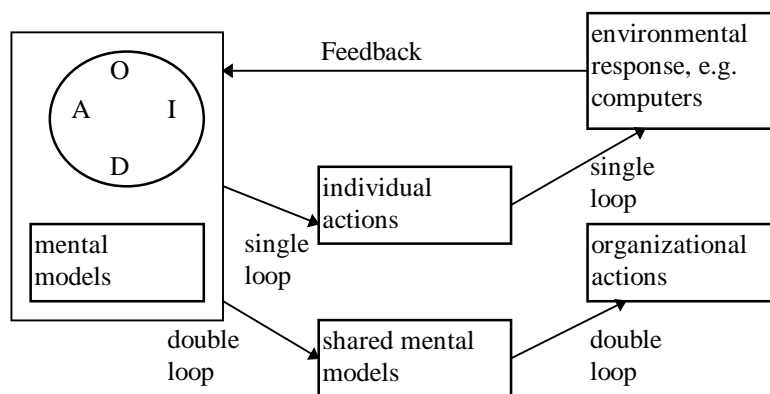 O
A I
D
mental
models
Feedback
environmental
response, e.g.
computers
single
loop
individual
actions
single
loop
organizational
actions
double
loop
shared mental
models
double
loop